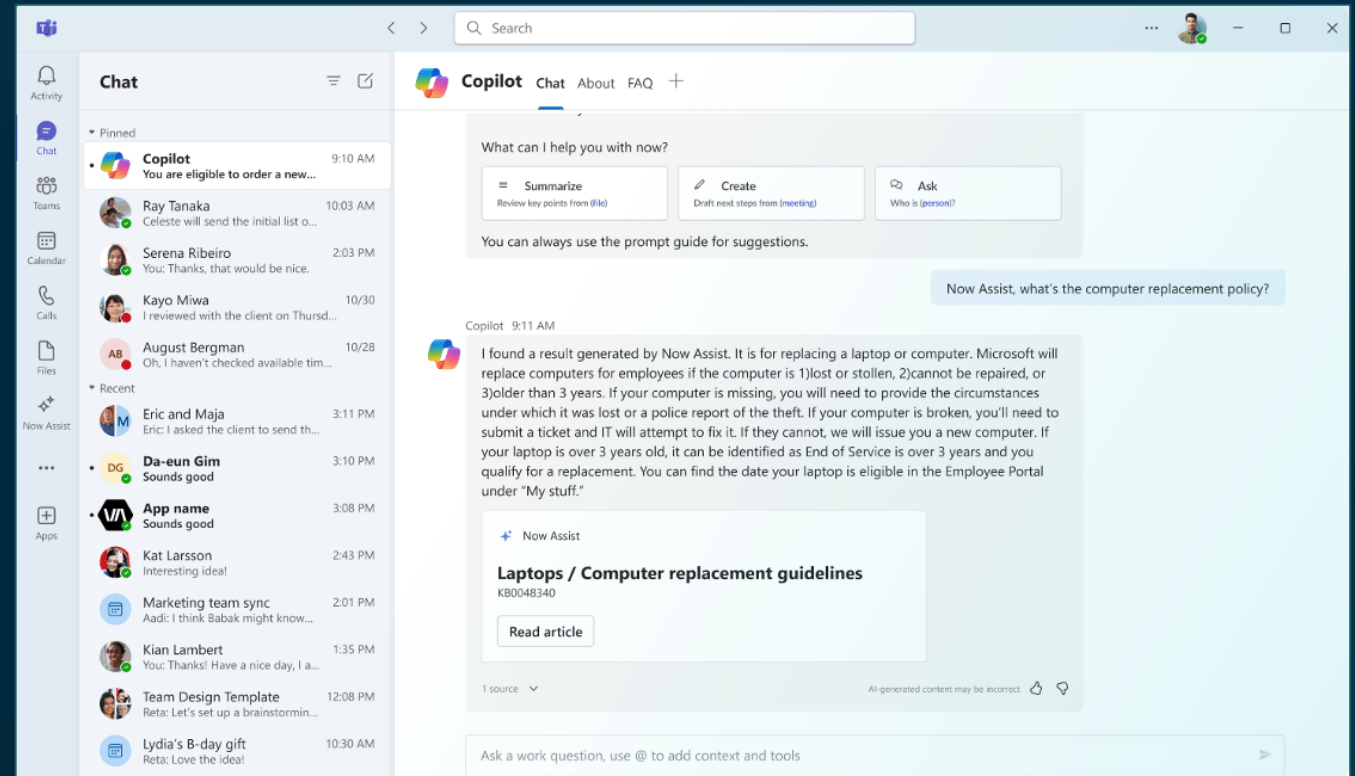 Search
Activity
Chat
Teams
Calendar
Calls
Files
Now Assist
Apps
Chat
Pinned
Copilot 9:10 AM
You are eligible to order a new...
Ray Tanaka 10:03 AM
Celeste will send the initial list o...
Serena Ribeiro 2:03 PM
You: Thanks, that would be nice.
Kayo Miwa 10/30
I reviewed with the client on Thursd...
AB
August Bergman 10/28
Oh, I haven't checked available tim...
Recent
M
Eric and Maja 3:11 PM
Eric: I asked the client to send th...
DG
Da-eun Gim 3:10 PM
Sounds good
App name 3:08 PM
Sounds good
Kat Larsson 2:43 PM
Interesting idea!
Marketing team sync 2:01 PM
Aadi: I think Babak might know...
Kian Lambert 1:35 PM
You: Thanks! Have a nice day, I a...
Team Design Template 12:08 PM
Reta: Let's set up a brainstormin...
Lydia's B-day gift 10:30 AM
Reta: Love the idea!
Copilot Chat About FAQ
What can I help you with now?
Summarize
Review key points from (file)
Create
Draft next steps from (meeting)
Ask
Who is (person)?
You can always use the prompt guide for suggestions.
Now Assist, what's the computer replacement policy?
Copilot 9:11 AM
I found a result generated by Now Assist. It is for replacing a laptop or computer. Microsoft will
replace computers for employees if the computer is 1)lost or stollen, 2)cannot be repaired, or
3)older than 3 years. If your computer is missing, you will need to provide the circumstances
under which it was lost or a police report of the theft. If your computer is broken, you'll need to
submit a ticket and IT will attempt to fix it. If they cannot, we will issue you a new computer. If
your laptop is over 3 years old, it can be identified as End of Service is over 3 years and you
qualify for a replacement. You can find the date your laptop is eligible in the Employee Portal
under "My stuff."
Now Assist
Laptops / Computer replacement guidelines
KB0048340
Read article
1 source
AI-generated content may be incorrect
Ask a work question, use @ to add context and tools